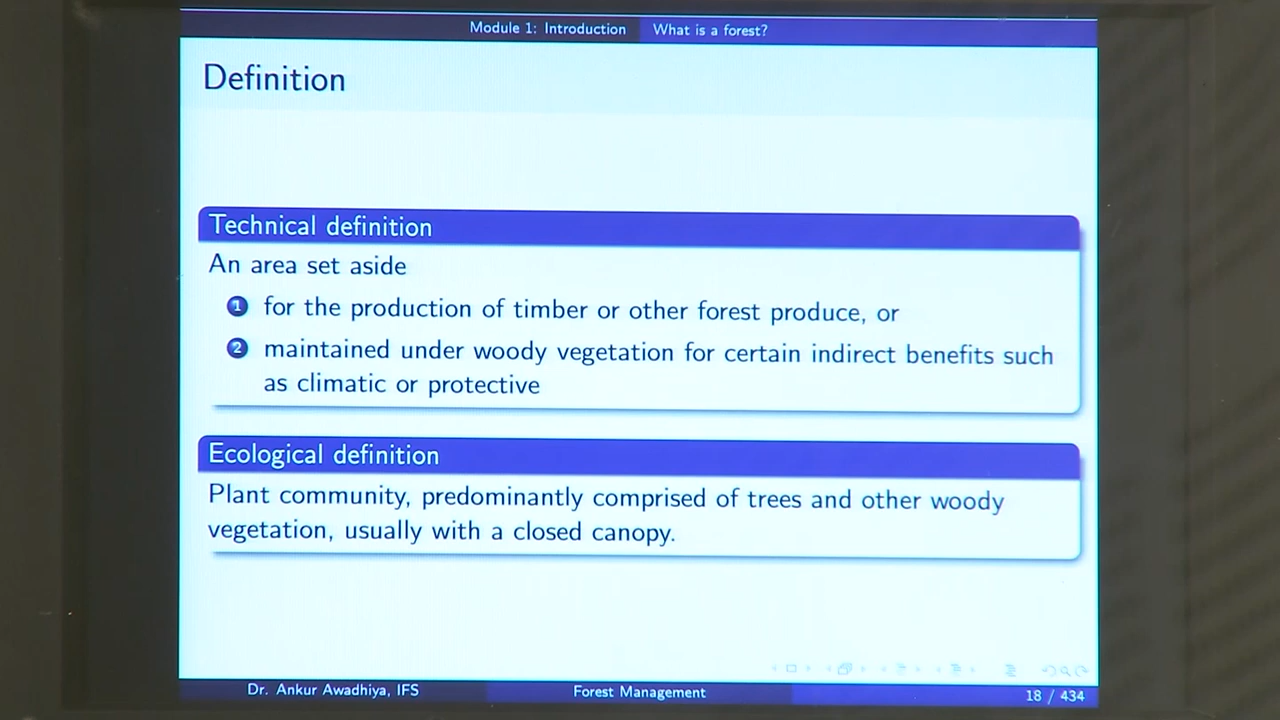 Module 1: Introduction What is a forest?
Definition
Technical definition
An area set aside
1 for the production of timber or other forest produce, or
2 maintained under woody vegetation for certain indirect benefits such
as climatic or protective
Ecological definition
Plant community, predominantly comprised of trees and other woody
vegetation, usually with a closed canopy.
Dr. Ankur Awadhiya, IFS Forest Management 18 / 434